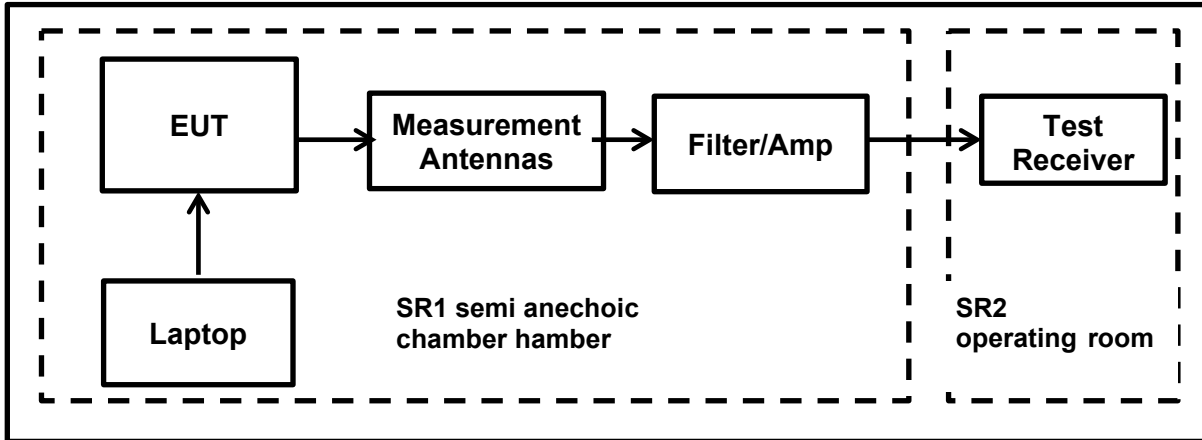 EUT
Measurement
Antennas
Filter/Amp
Test
Receiver
Laptop
SR1 semi anechoic
chamber hamber
SR2
operating room